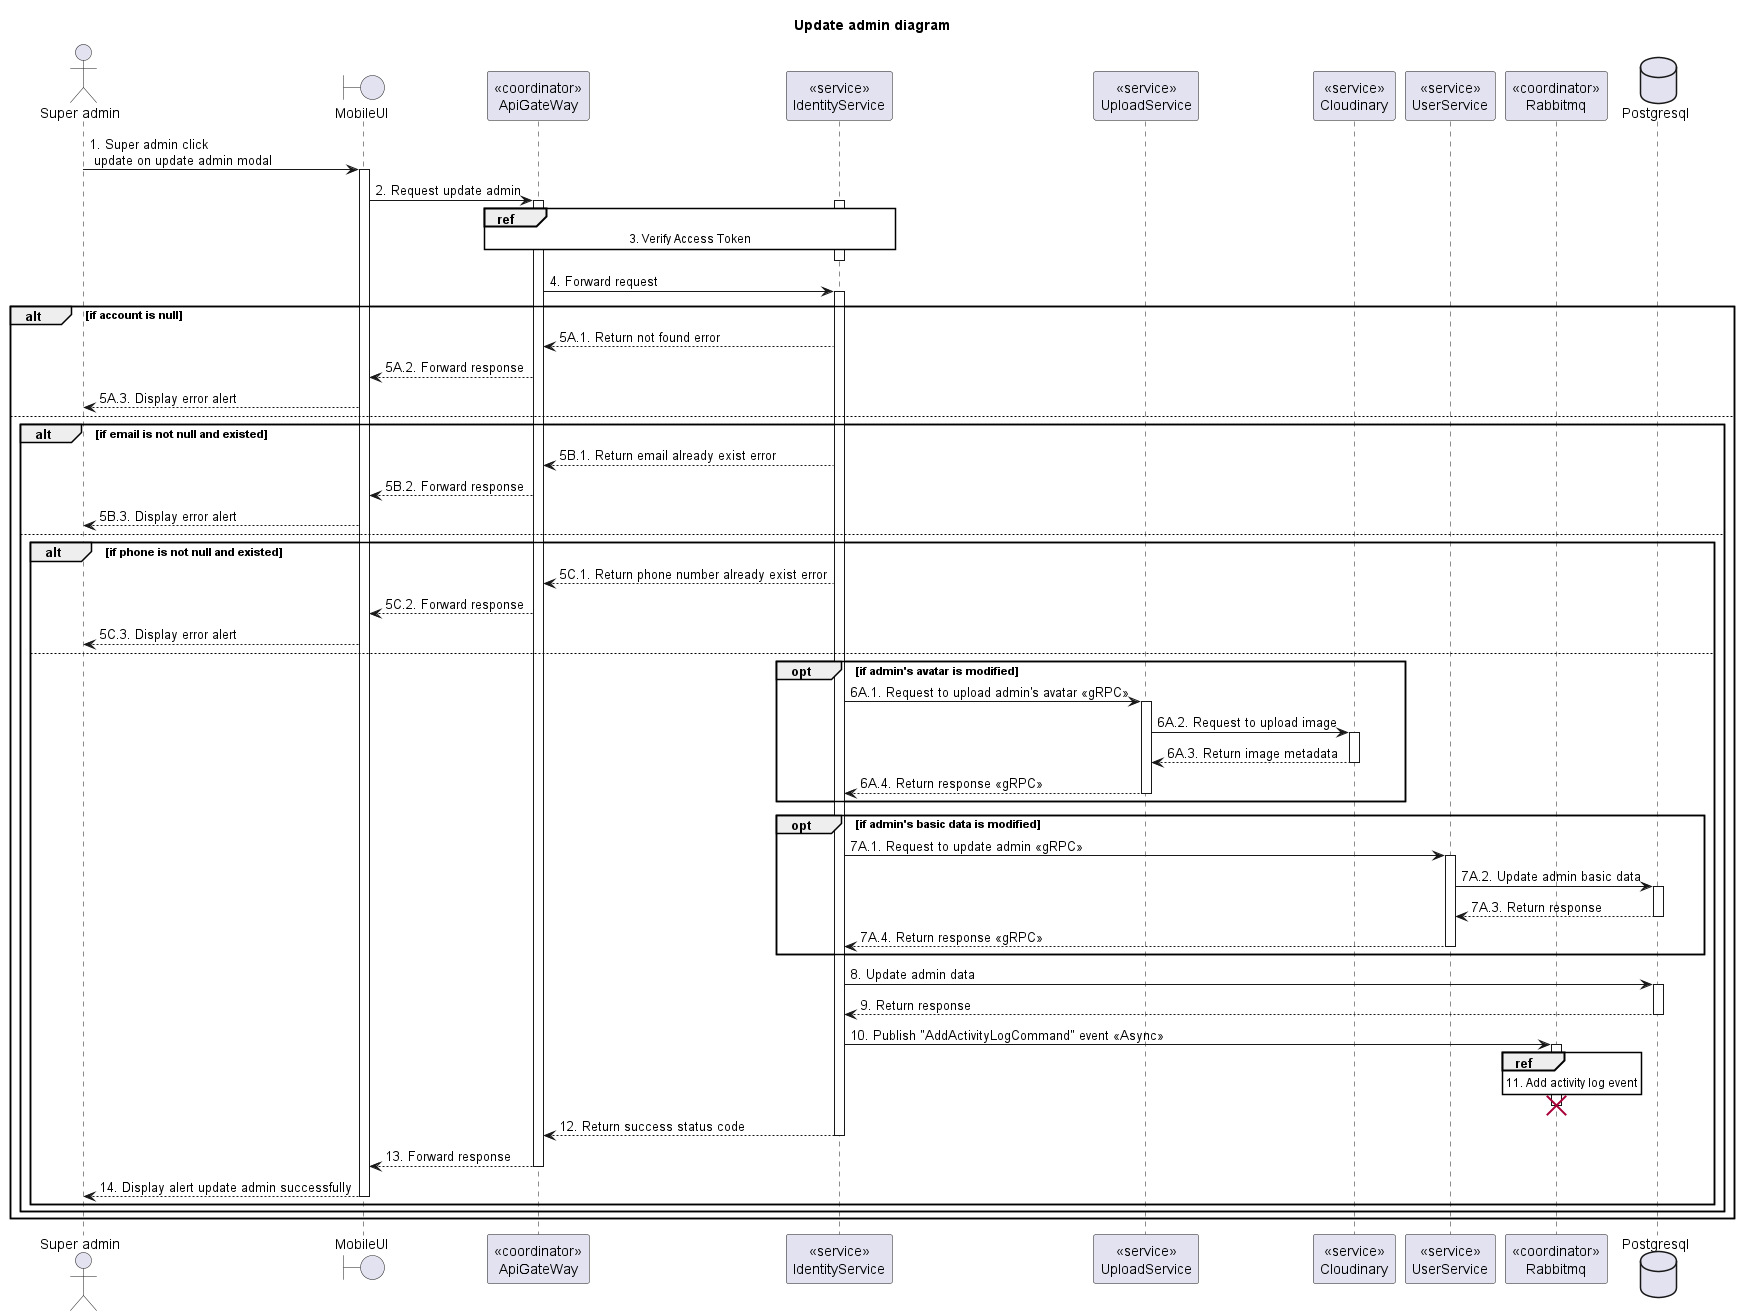 Update admin diagram
Super admin
MobileUI
«coordinator»
ApiGateWay
«service»
IdentityService
«service»
UploadService
«service»
Cloudinary
«service»
UserService
«coordinator»
Rabbitmq
Postgresql
1. Super admin click
update on update admin modal
2. Request update admin
ref
3. Verify Access Token
4. Forward request
alt [if account is null]
5A.1. Return not found error
5A.2. Forward response
5A.3. Display error alert
alt [if email is not null and existed]
5B.1. Return email already exist error
5B.2. Forward response
5B.3. Display error alert
alt [if phone is not null and existed]
5C.1. Return phone number already exist error
5C.2. Forward response
5C.3. Display error alert
opt [if admin's avatar is modified]
6A.1. Request to upload admin's avatar «gRPC»
6A.2. Request to upload image
6A.3. Return image metadata
6A.4. Return response «gRPC»
opt [if admin's basic data is modified]
7A.1. Request to update admin «gRPC»
7A.2. Update admin basic data
7A.3. Return response
7A.4. Return response «gRPC»
8. Update admin data
9. Return response
10. Publish "AddActivityLogCommand" event «Async»
ref
11. Add activity log event
12. Return success status code
13. Forward response
14. Display alert update admin successfully
Super admin
MobileUI
«coordinator»
ApiGateWay
«service»
IdentityService
«service»
UploadService
«service»
Cloudinary
«service»
UserService
«coordinator»
Rabbitmq
Postgresql